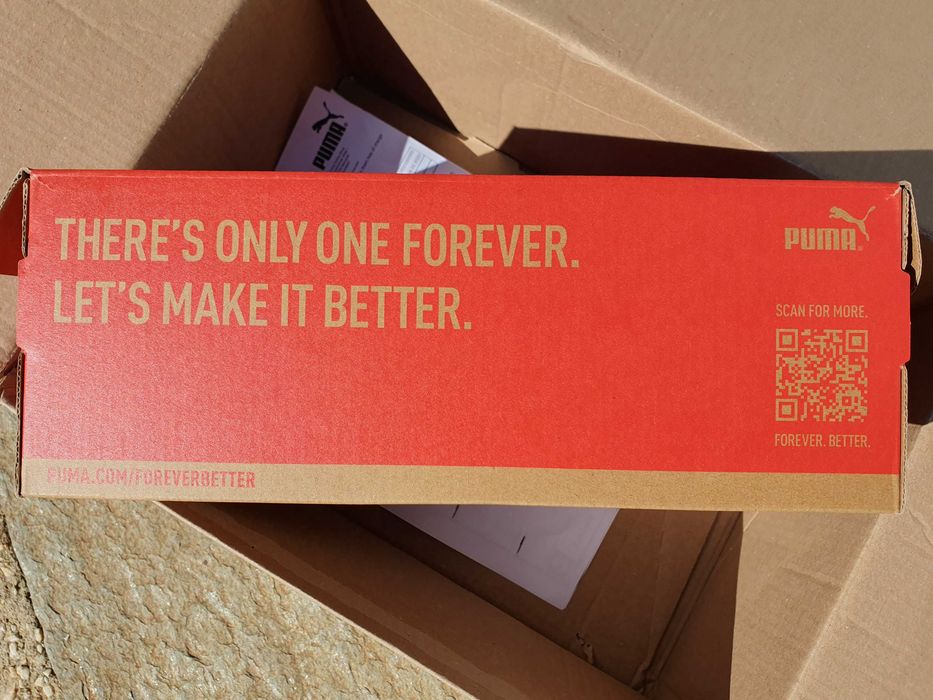 PUMA
THERE'S ONLY ONE FOREVER.
LET'S MAKE IT BETTER.
PUMA
SCAN FOR MORE.
FOREVER. BETTER.
PUMA.COM/FOREVERBETTER